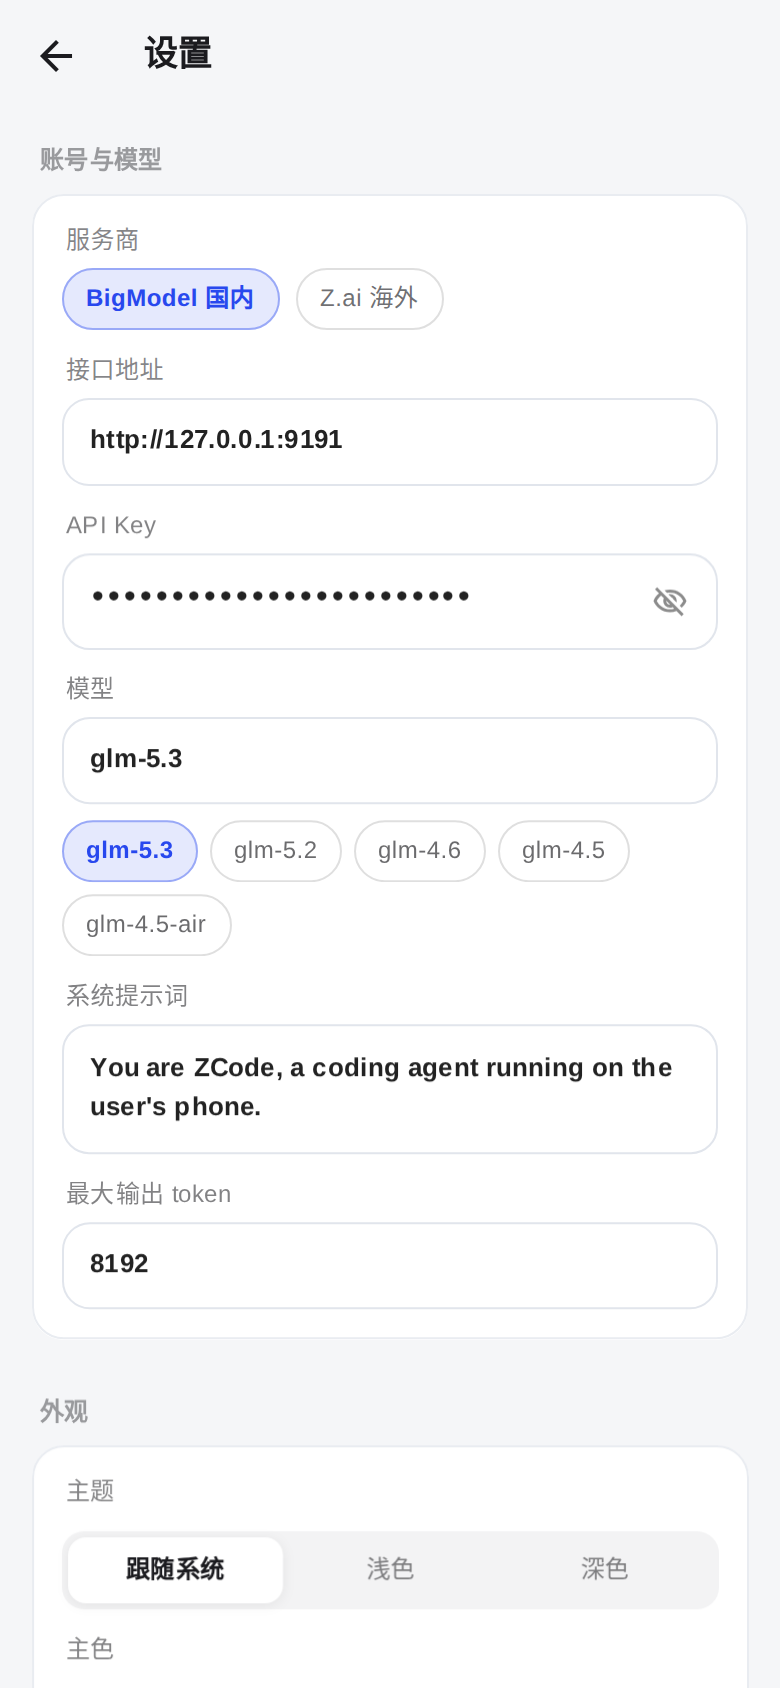 设置
账号与模型
服务商
BigModel 国内
Z.ai 海外
接口地址
http://127.0.0.1:9191
API Key
••••••••••••••••••••••••
模型
glm-5.3
glm-5.3
glm-5.2
glm-4.6
glm-4.5
glm-4.5-air
系统提示词
You are ZCode, a coding agent running on the
user's phone.
最大输出 token
8192
外观
主题
跟随系统
浅色
深色
主色